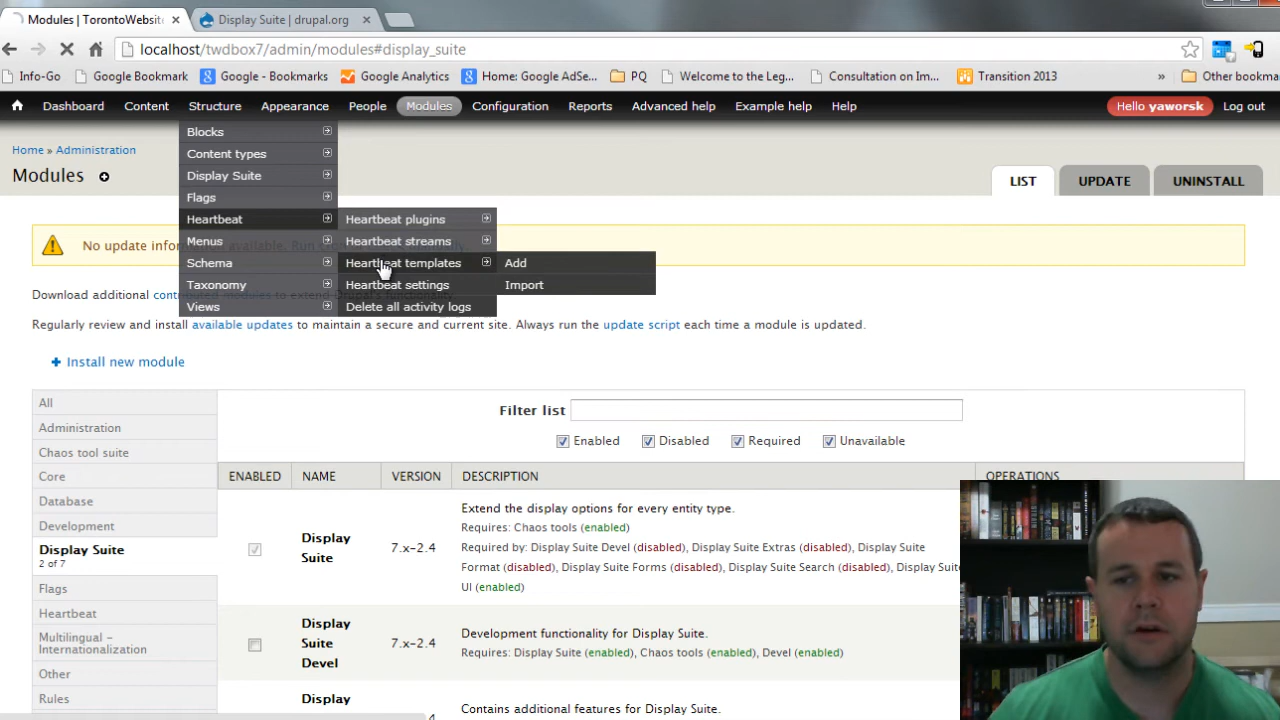 Modules | TorontoWebsite
Display Suite | drupal.org
localhost/twdbox7/admin/modules#display_suite
Info-Go
Google Bookmark
Google - Bookmarks
Google Analytics
Home: Google AdSe...
PQ
Welcome to the Leg...
Consultation on Im...
Transition 2013
»
Other bookma
Dashboard
Content
Structure
Appearance
People
Modules
Configuration
Reports
Advanced help
Example help
Help
Hello yaworsk
Log out
Blocks
Content types
Display Suite
Flags
Heartbeat
Menus
Schema
Taxonomy
Views
Heartbeat plugins
Heartbeat streams
Heartbeat templates
Heartbeat settings
Delete all activity logs
Add
Import
Home » Administration
Modules
LIST
UPDATE
UNINSTALL
No update inform
available. Run
Download additional contributed modules to extend Drupal's functionality.
Regularly review and install available updates to maintain a secure and current site. Always run the update script each time a module is updated.
Install new module
All
Administration
Chaos tool suite
Core
Database
Development
Display Suite
2 of 7
Flags
Heartbeat
Multilingual –
Internationalization
Other
Rules
Filter list
Enabled
Disabled
Required
Unavailable
ENABLED
NAME
VERSION
DESCRIPTION
OPERATIONS
Display
Suite
7.x-2.4
Extend the display options for every entity type.
Requires: Chaos tools (enabled)
Required by: Display Suite Devel (disabled), Display Suite Extras (disabled), Display Suite
Format (disabled), Display Suite Forms (disabled), Display Suite Search (disabled), Display Suite
UI (enabled)
Display
Suite
Devel
7.x-2.4
Development functionality for Display Suite.
Requires: Display Suite (enabled), Chaos tools (enabled), Devel (enabled)
Display
Contains additional features for Display Suite.